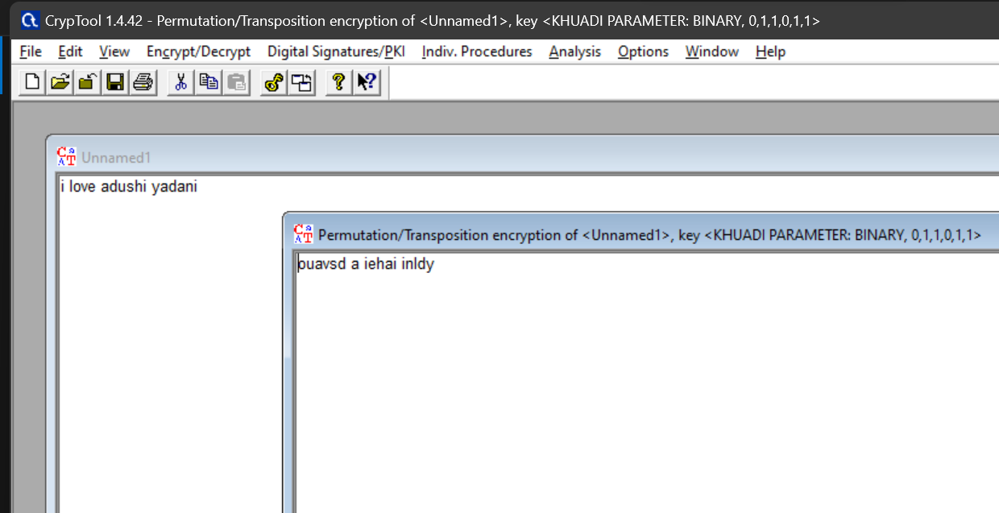 CrypTool 1.4.42 - Permutation/Transposition encryption of <Unnamed1>, key <KHUADI PARAMETER: BINARY, 0,1,1,0,1,1>
File Edit View Encrypt/Decrypt Digital Signatures/PKI Indiv. Procedures Analysis Options Window Help
Unnamed1
i love adushi yadani
Permutation/Transposition encryption of <Unnamed1>, key <KHUADI PARAMETER: BINARY, 0,1,1,0,1,1>
ouavsd a iehai inldy